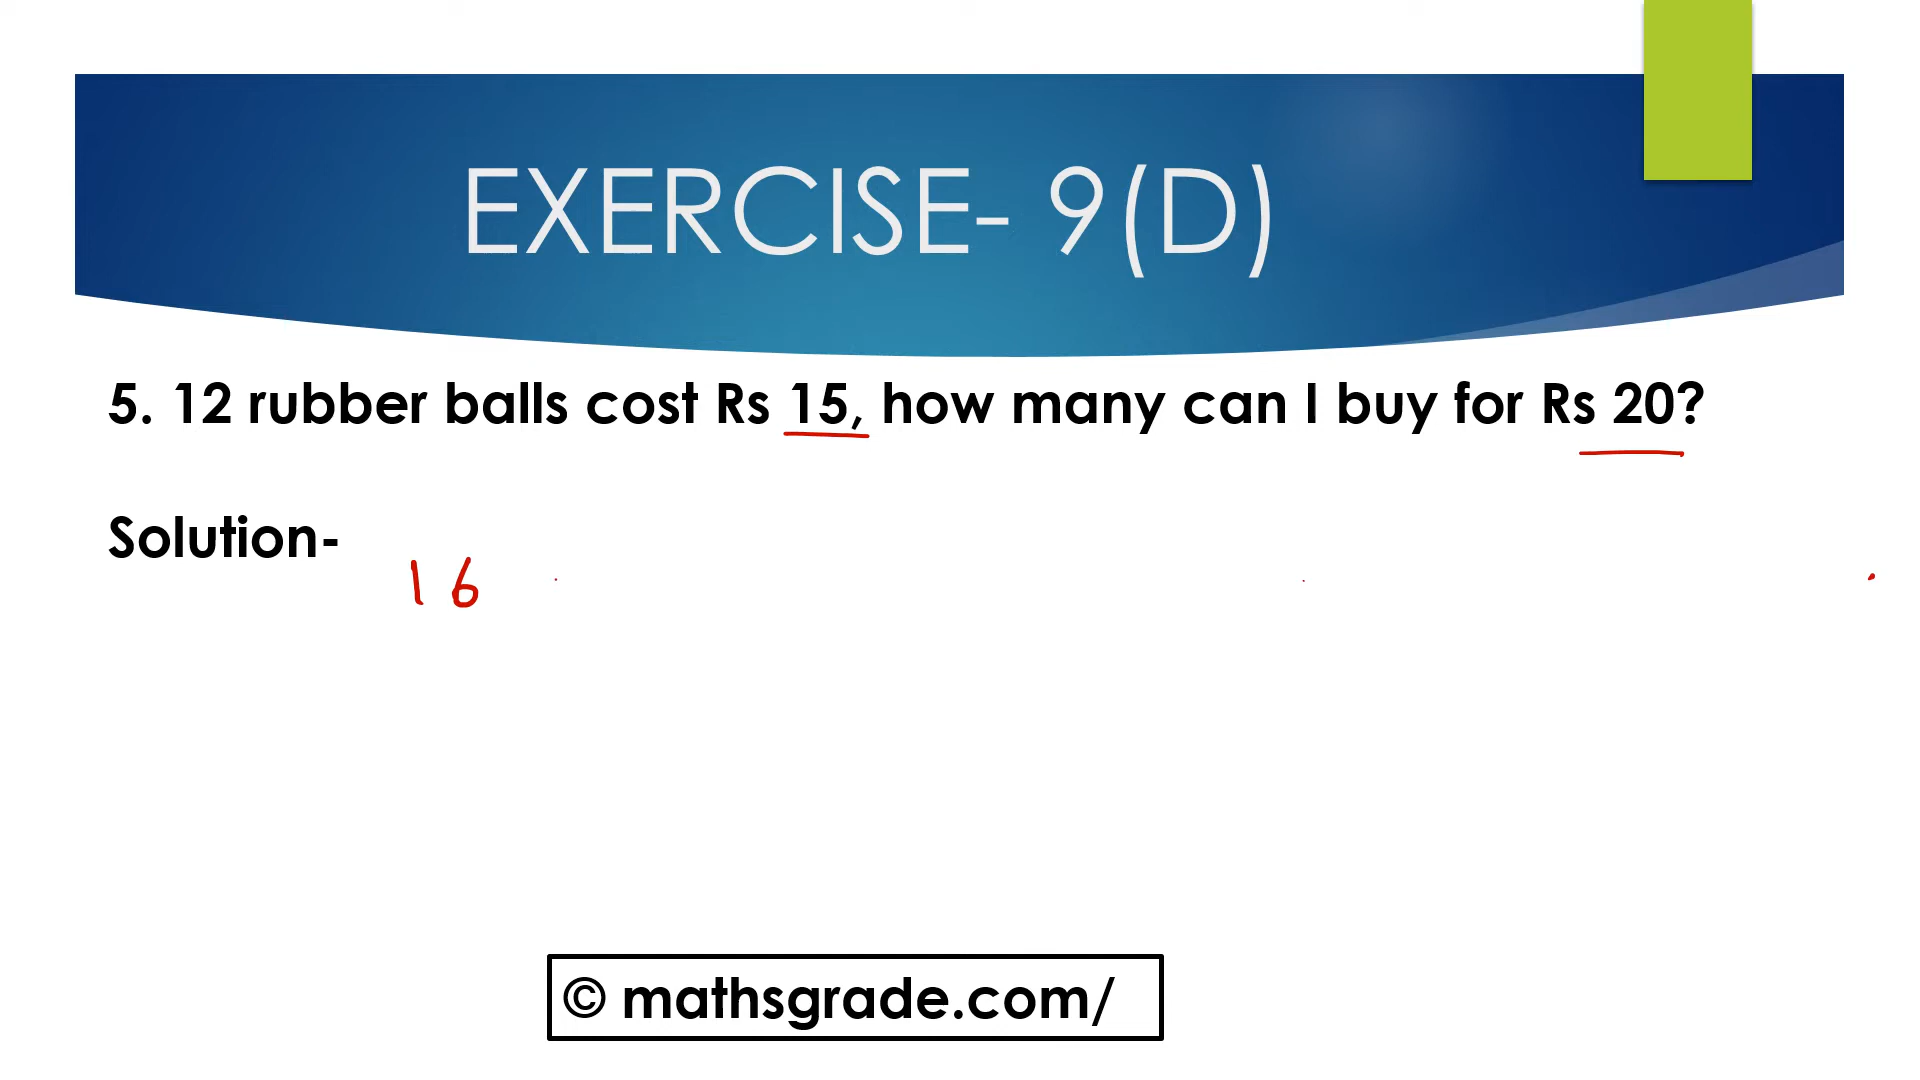 EXERCISE- 9(D)
5. 12 rubber balls cost Rs 15, how many can I buy for Rs 20?
Solution-
16
© mathsgrade.com/